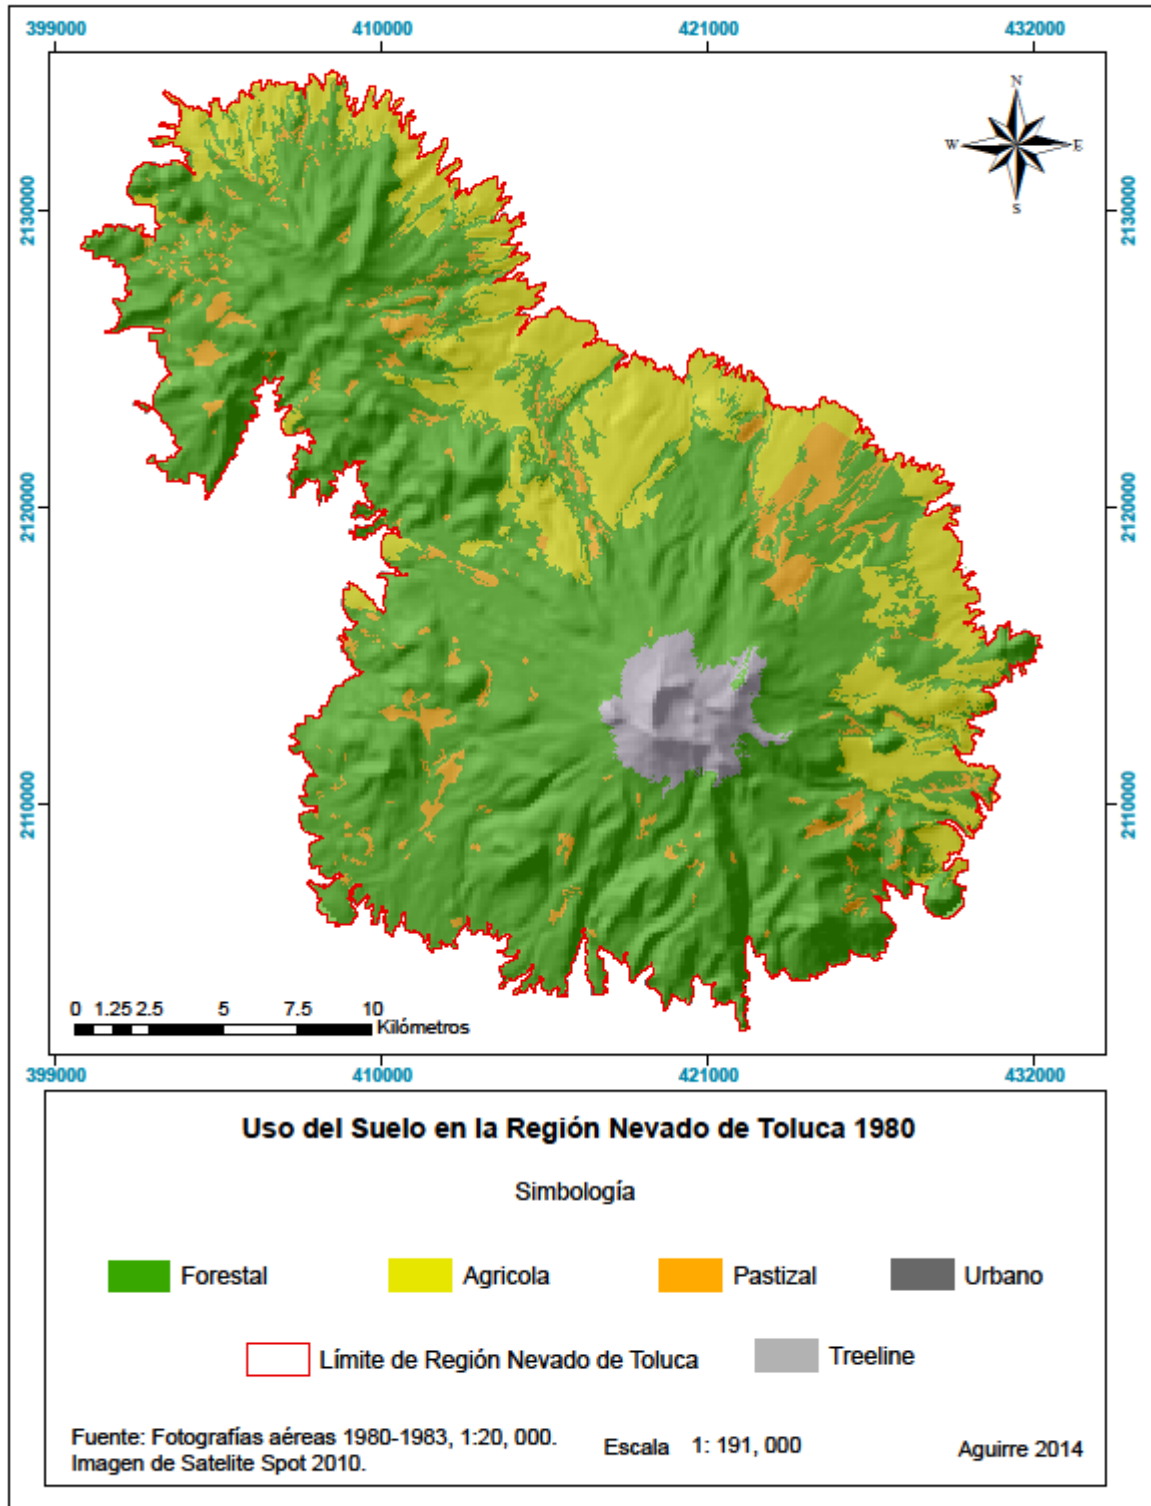 399000 410000 421000 432000
N
W E
S
2130000 2130000
2120000 2120000
2110000 2110000
0 1.25 2.5 5 7.5 10
Kilómetros
399000 410000 421000 432000
Uso del Suelo en la Región Nevado de Toluca 1980
Simbología
Forestal Agricola Pastizal Urbano
Límite de Región Nevado de Toluca Treeline
Fuente: Fotografías aéreas 1980-1983, 1:20, 000. Escala 1: 191, 000 Aguirre 2014
Imagen de Satelite Spot 2010.